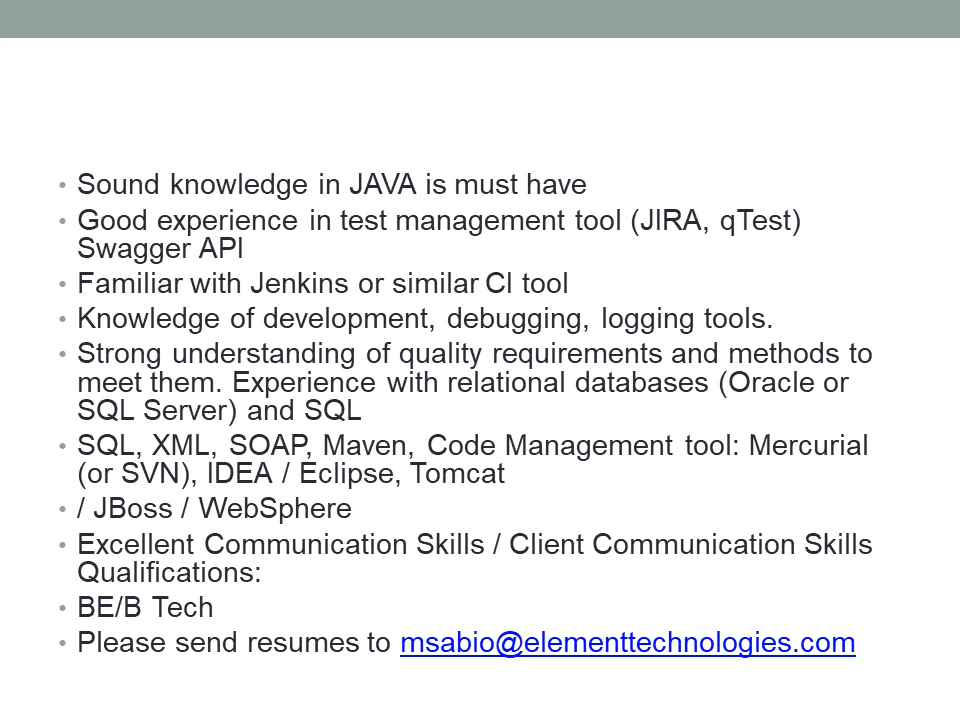 • Sound knowledge in JAVA is must have
• Good experience in test management tool (JIRA, qTest)
Swagger API
• Familiar with Jenkins or similar CI tool
• Knowledge of development, debugging, logging tools.
• Strong understanding of quality requirements and methods to
meet them. Experience with relational databases (Oracle or
SQL Server) and SQL
• SQL, XML, SOAP, Maven, Code Management tool: Mercurial
(or SVN), IDEA / Eclipse, Tomcat
• / JBoss / WebSphere
• Excellent Communication Skills / Client Communication Skills
Qualifications:
• BE/B Tech
• Please send resumes to msabio@elementtechnologies.com